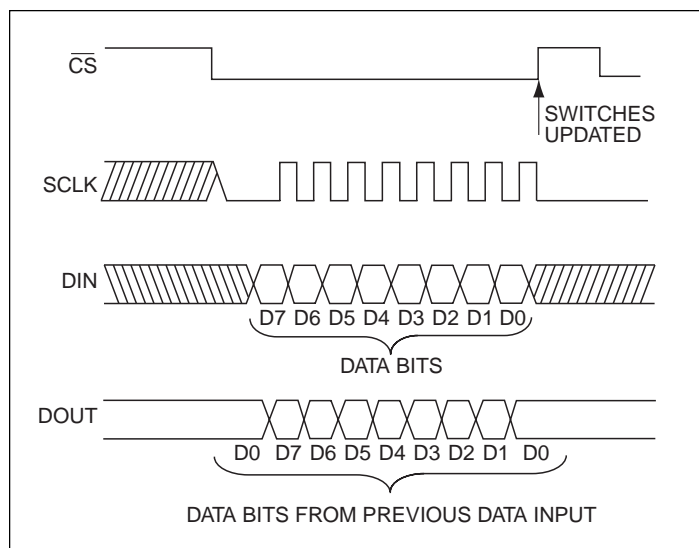 CS
SWITCHES
UPDATED
SCLK
DIN
D7 D6 D5 D4 D3 D2 D1 D0
DATA BITS
DOUT
D0 D7 D6 D5 D4 D3 D2 D1 D0
DATA BITS FROM PREVIOUS DATA INPUT